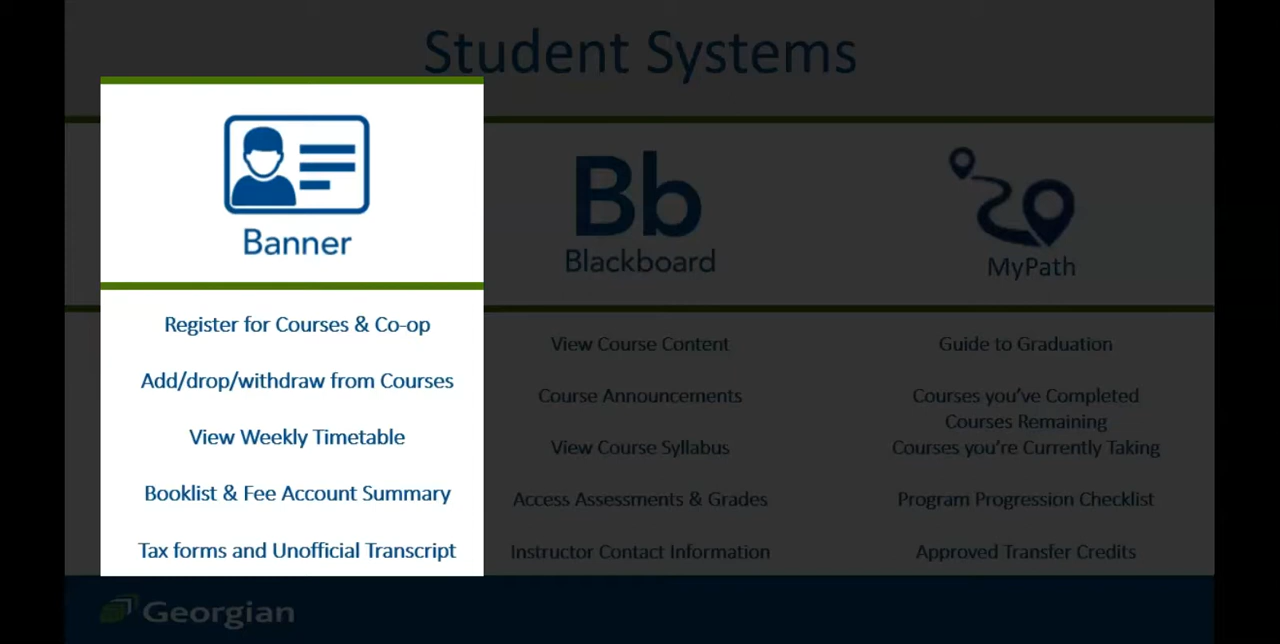 Student Systems
Banner
Register for Courses & Co-op
Add/drop/withdraw from Courses
View Weekly Timetable
Booklist & Fee Account Summary
Tax forms and Unofficial Transcript
Bb
Blackboard
View Course Content
Course Announcements
View Course Syllabus
Access Assessments & Grades
Instructor Contact Information
MyPath
Guide to Graduation
Courses you've Completed
Courses Remaining
Courses you're Currently Taking
Program Progression Checklist
Approved Transfer Credits
Georgian